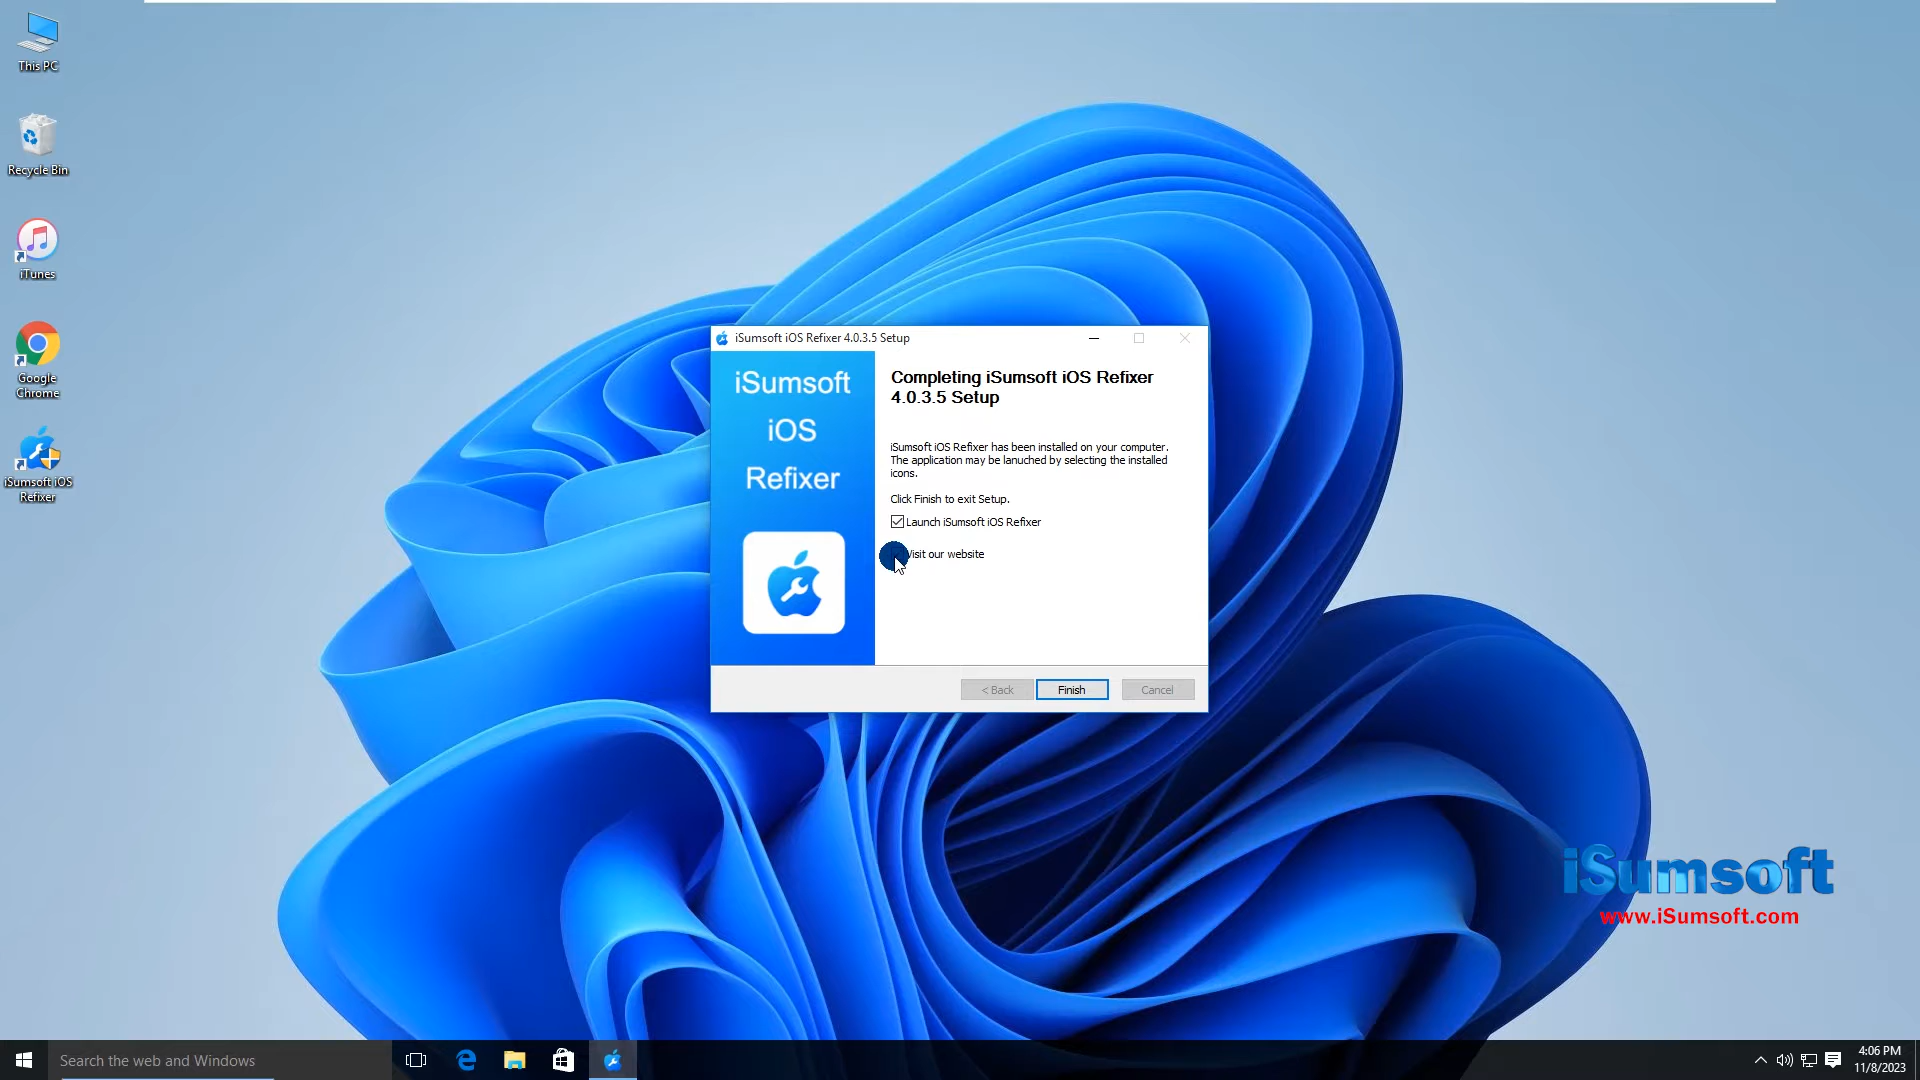 This PC
Recycle Bin
iTunes
Google
Chrome
iSumsoft iOS
Refixer
iSumsoft iOS Refixer 4.0.3.5 Setup
iSumsoft
iOS
Refixer
Completing iSumsoft iOS Refixer
4.0.3.5 Setup
iSumsoft iOS Refixer has been installed on your computer.
The application may be lanuched by selecting the installed
icons.
Click Finish to exit Setup.
Launch iSumsoft iOS Refixer
Visit our website
< Back
Finish
Cancel
iSumsoft
www.iSumsoft.com
Search the web and Windows
4:06 PM
11/8/2023